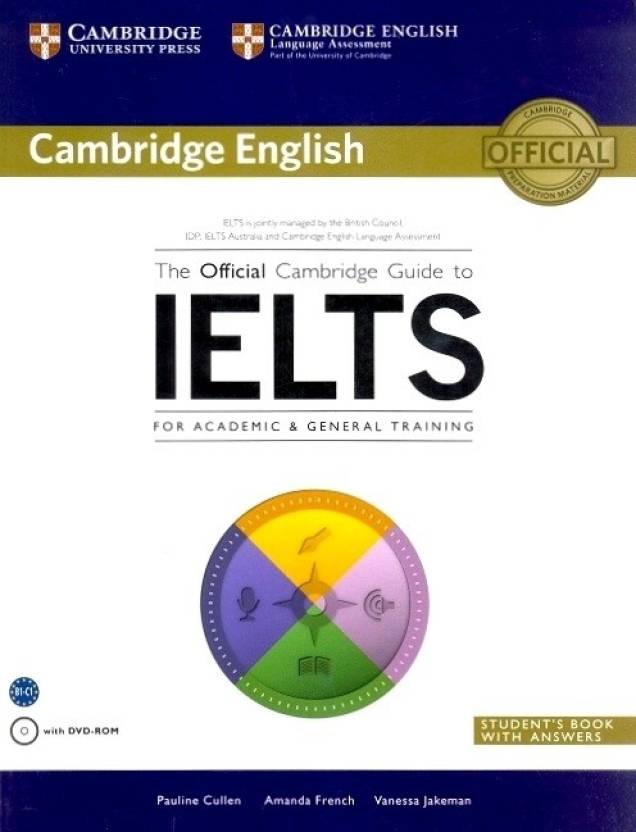 CAMBRIDGE
UNIVERSITY PRESS
CAMBRIDGE ENGLISH
Language Assessment
Part of the University of Cambridge
Cambridge English
CAMBRIDGE
OFFICIAL
PREPARATION MATERIAL
IELTS is jointly managed by the British Council,
IDP: IELTS Australia and Cambridge English Language Assessment
The Official Cambridge Guide to
IELTS
FOR ACADEMIC & GENERAL TRAINING
B1-C1
with DVD-ROM
STUDENT'S BOOK
WITH ANSWERS
Pauline Cullen Amanda French Vanessa Jakeman